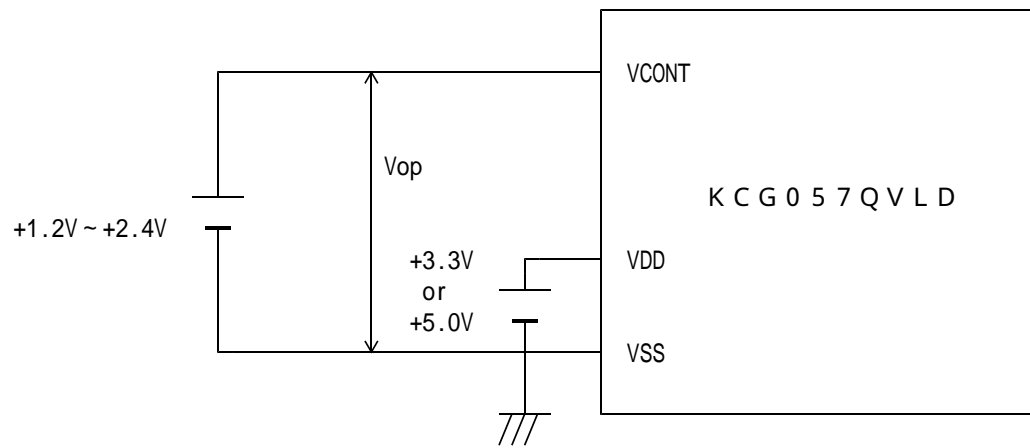 VCONT
Vop
KCG057QVLD
+1.2V~+2.4V
+3.3V
or
+5.0V
VDD
VSS